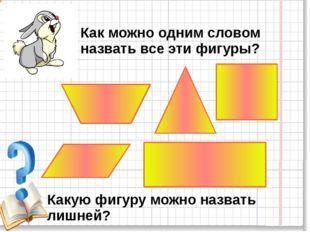 Как можно одним словом
назвать все эти фигуры?
Какую фигуру можно назвать
лишней?